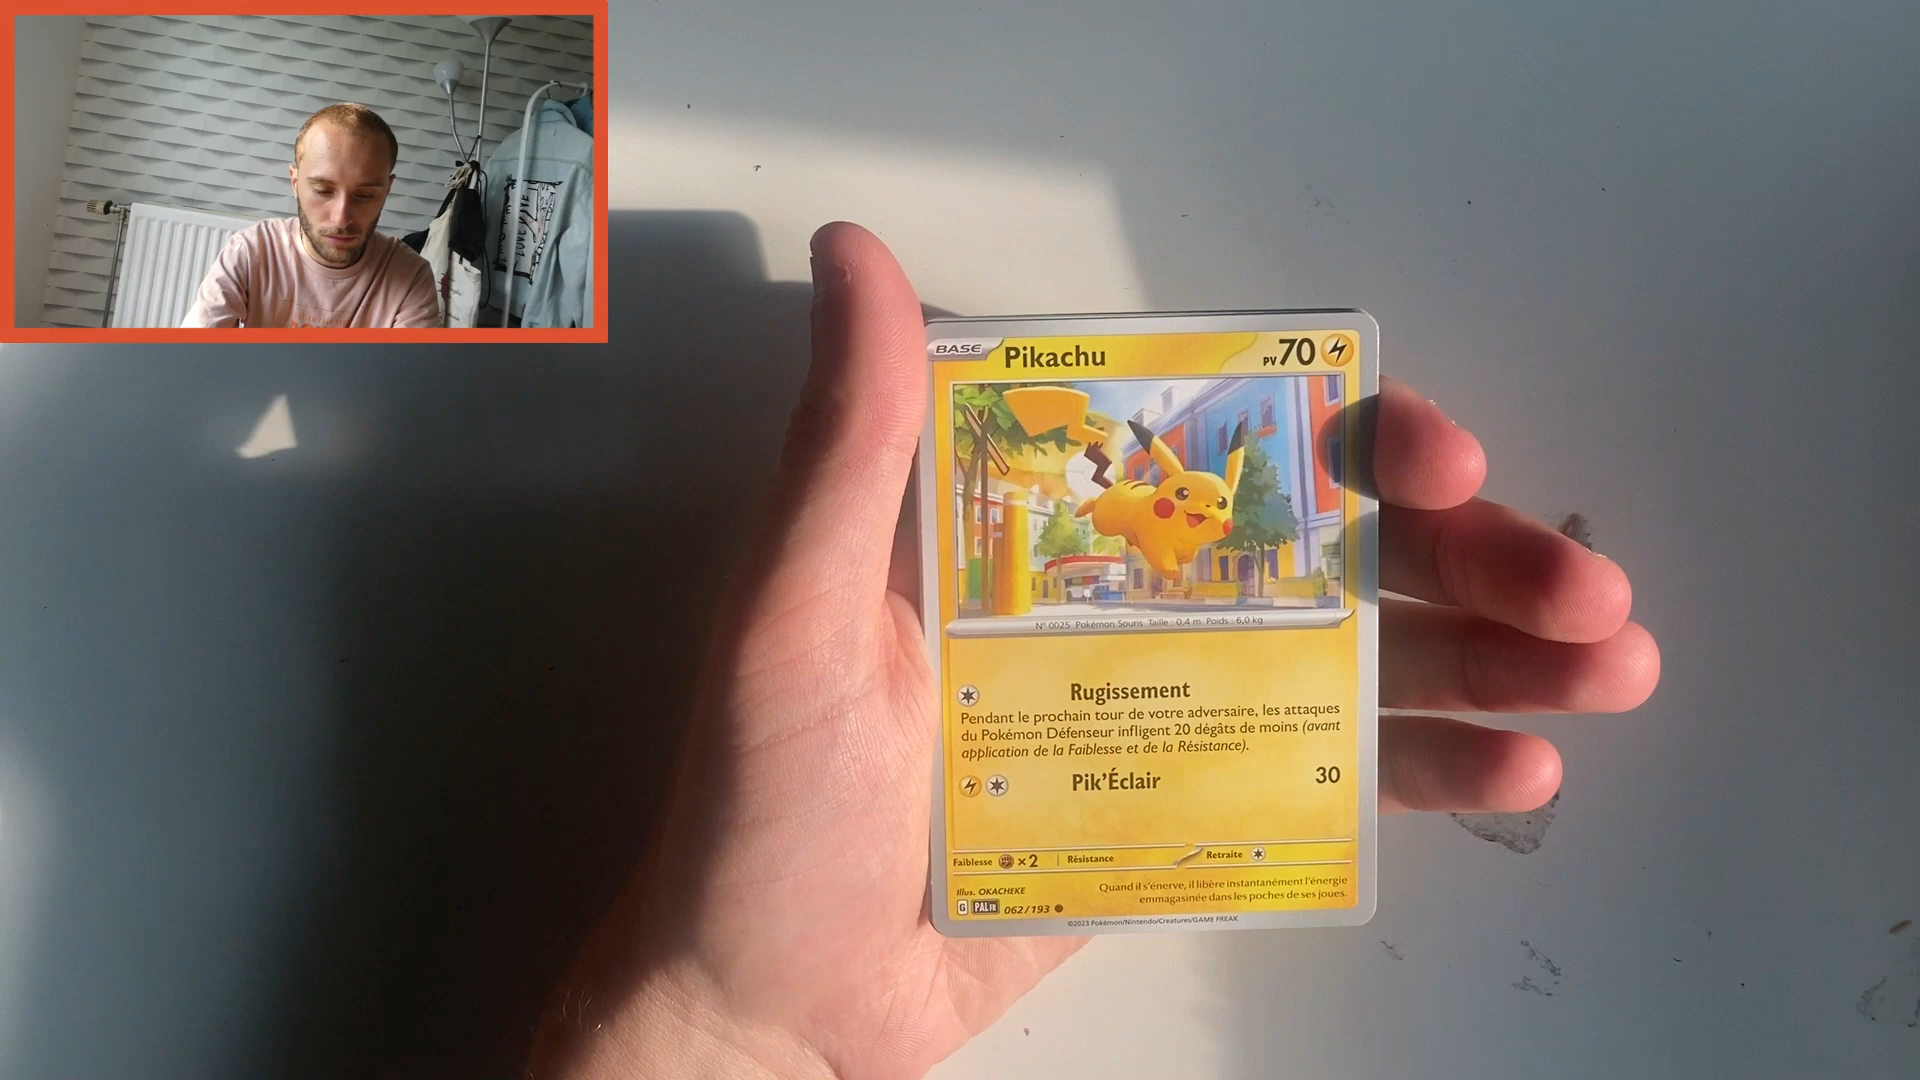 BASE Pikachu PV 70
N° 0025 Pokémon Souris Taille : 0,4 m Poids : 6,0 kg
Rugissement
Pendant le prochain tour de votre adversaire, les attaques
du Pokémon Défenseur infligent 20 dégâts de moins (avant
application de la Faiblesse et de la Résistance).
Pik'Éclair 30
Faiblesse ×2 Résistance Retraite
Illus. OKACHEKE
Quand il s'énerve, il libère instantanément l'énergie
emmagasinée dans les poches de ses joues.
G PAL FR 062/193
©2023 Pokémon/Nintendo/Creatures/GAME FREAK